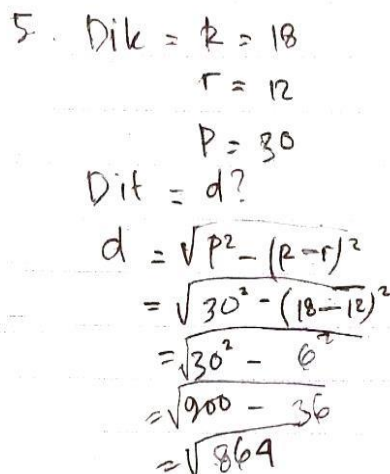 5. Dik = R = 18
r = 12
P = 30
Dit = d?
d = √P² - (R-r)²
= √30² - (18-12)²
= √30² - 6²
= √900 - 36
= √864